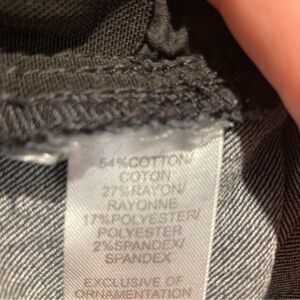 54%COTTON/
COTON
27%RAYON/
RAYONNE
17%POLYESTER/
POLYESTER
2%SPANDEX/
SPANDEX
EXCLUSIVE OF
ORNAMENTATION